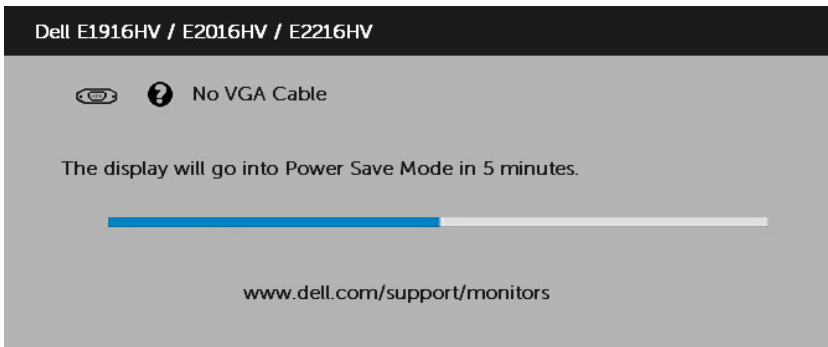 Dell E1916HV / E2016HV / E2216HV
No VGA Cable
The display will go into Power Save Mode in 5 minutes.
www.dell.com/support/monitors